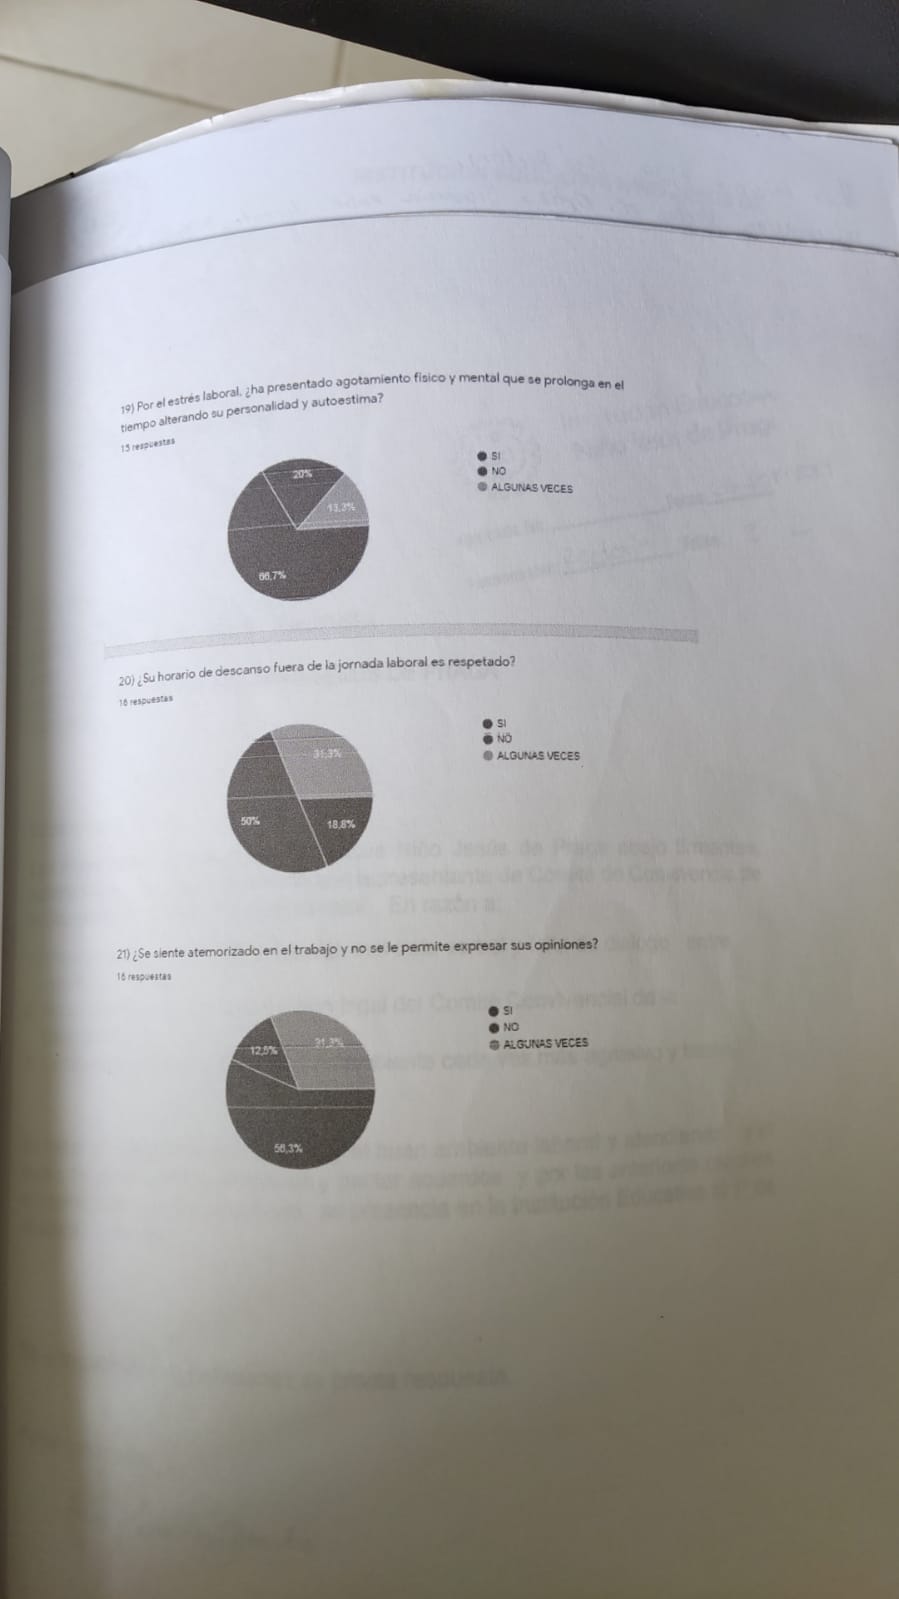 19) Por el estrés laboral, ¿ha presentado agotamiento físico y mental que se prolonga en el
tiempo alterando su personalidad y autoestima?
15 respuestas
SI
NO
ALGUNAS VECES
20%
13,3%
66,7%
20) ¿Su horario de descanso fuera de la jornada laboral es respetado?
16 respuestas
SI
NO
ALGUNAS VECES
31,3%
50%
18,8%
21) ¿Se siente atemorizado en el trabajo y no se le permite expresar sus opiniones?
16 respuestas
SI
NO
ALGUNAS VECES
12,5%
31,3%
56,3%